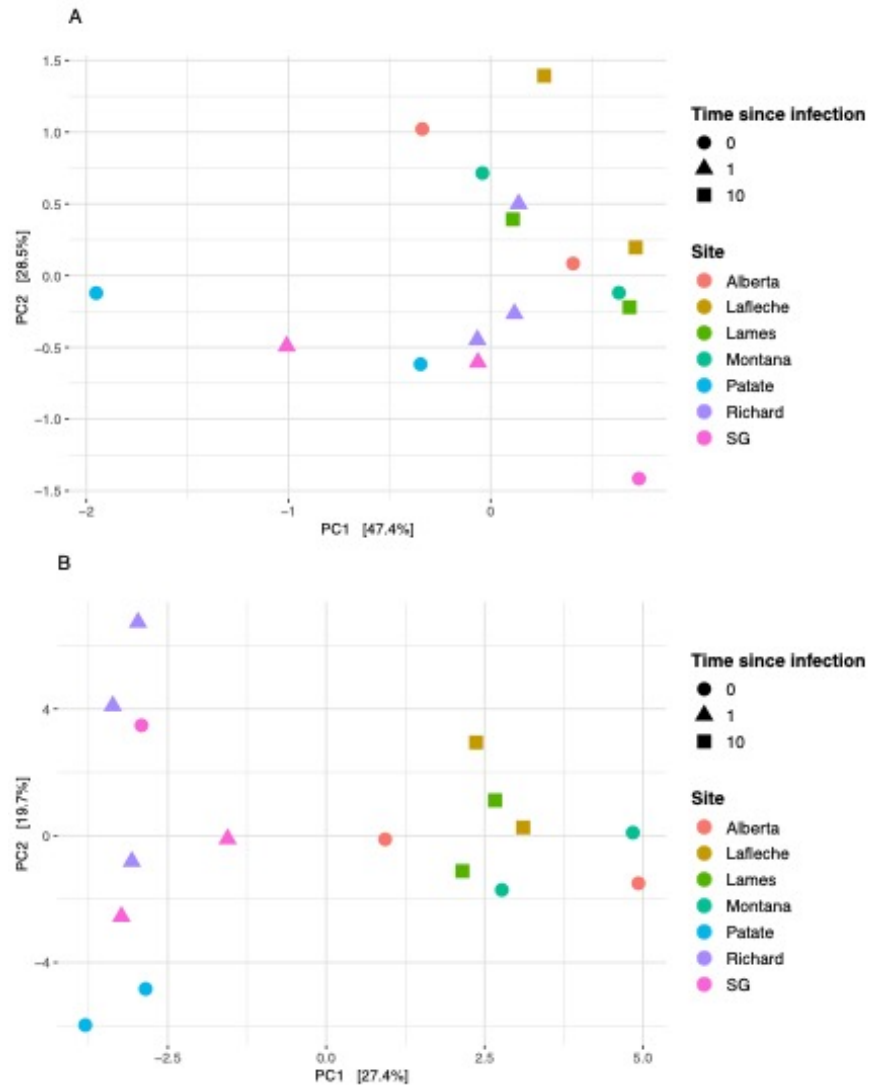 A
1.5
1.0
0.5
0.0
−0.5
−1.0
−1.5
PC2 [28.5%]
−2
−1
0
PC1 [47.4%]
Time since infection
0
1
10
Site
Alberta
Lafleche
Lames
Montana
Patate
Richard
SG
B
4
0
−4
PC2 [19.7%]
−2.5
0.0
2.5
5.0
PC1 [27.4%]
Time since infection
0
1
10
Site
Alberta
Lafleche
Lames
Montana
Patate
Richard
SG